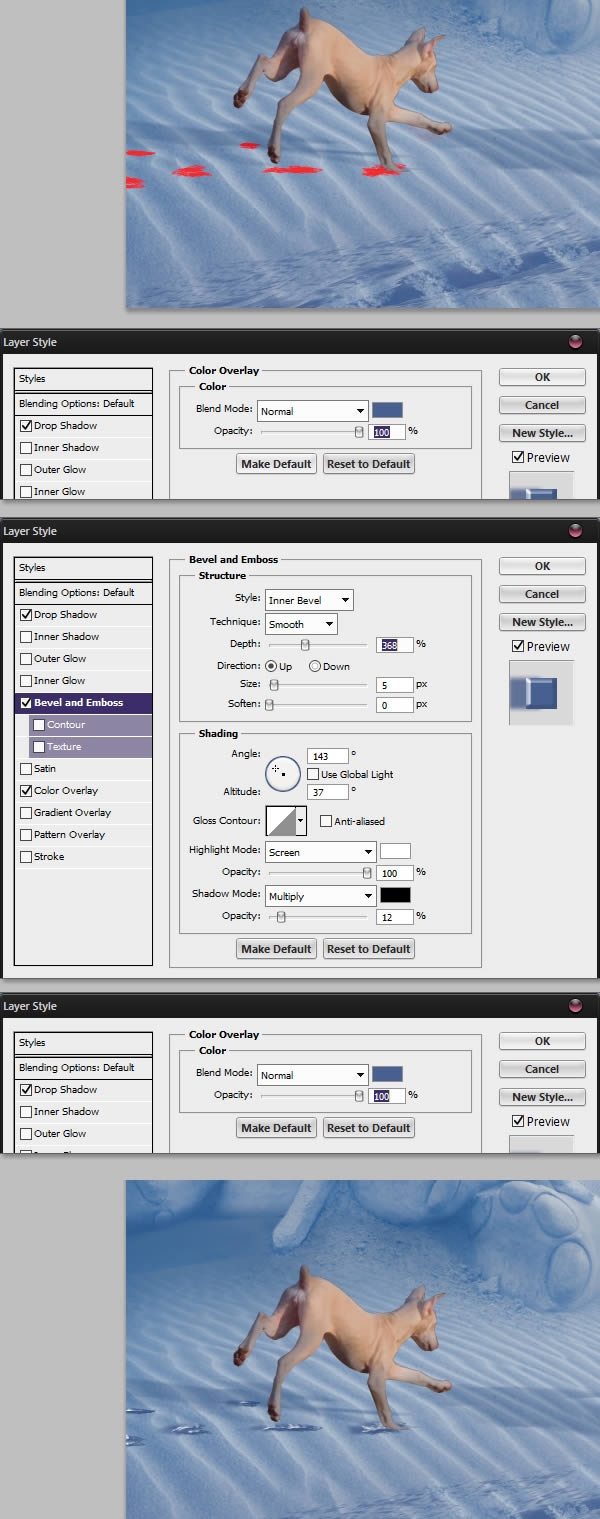 Layer Style
Styles
Blending Options: Default
Drop Shadow
Inner Shadow
Outer Glow
Inner Glow
Color Overlay
Color
Blend Mode: Normal
Opacity: 100 %
Make Default Reset to Default
OK
Cancel
New Style...
Preview
Layer Style
Styles
Blending Options: Default
Drop Shadow
Inner Shadow
Outer Glow
Inner Glow
Bevel and Emboss
Contour
Texture
Satin
Color Overlay
Gradient Overlay
Pattern Overlay
Stroke
Bevel and Emboss
Structure
Style: Inner Bevel
Technique: Smooth
Depth: 368 %
Direction: Up Down
Size: 5 px
Soften: 0 px
Shading
Angle: 143 °
Use Global Light
Altitude: 37 °
Gloss Contour: Anti-aliased
Highlight Mode: Screen
Opacity: 100 %
Shadow Mode: Multiply
Opacity: 12 %
Make Default Reset to Default
OK
Cancel
New Style...
Preview
Layer Style
Styles
Blending Options: Default
Drop Shadow
Inner Shadow
Outer Glow
Color Overlay
Color
Blend Mode: Normal
Opacity: 100 %
Make Default Reset to Default
OK
Cancel
New Style...
Preview